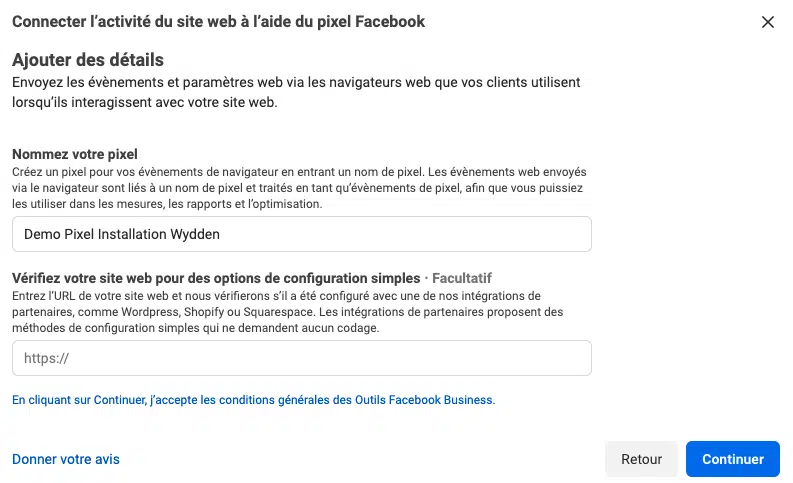 Connecter l’activité du site web à l’aide du pixel Facebook
Ajouter des détails
Envoyez les évènements et paramètres web via les navigateurs web que vos clients utilisent
lorsqu’ils interagissent avec votre site web.
Nommez votre pixel
Créez un pixel pour vos évènements de navigateur en entrant un nom de pixel. Les évènements web envoyés
via le navigateur sont liés à un nom de pixel et traités en tant qu’évènements de pixel, afin que vous puissiez
les utiliser dans les mesures, les rapports et l’optimisation.
Demo Pixel Installation Wydden
Vérifiez votre site web pour des options de configuration simples · Facultatif
Entrez l’URL de votre site web et nous vérifierons s’il a été configuré avec une de nos intégrations de
partenaires, comme Wordpress, Shopify ou Squarespace. Les intégrations de partenaires proposent des
méthodes de configuration simples qui ne demandent aucun codage.
https://
En cliquant sur Continuer, j’accepte les conditions générales des Outils Facebook Business.
Donner votre avis
Retour
Continuer